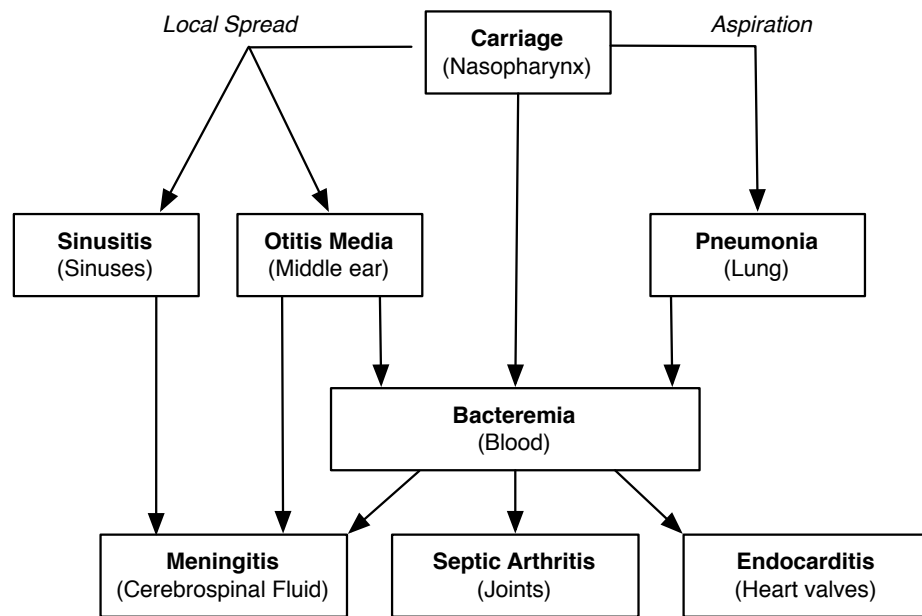 Local Spread
Carriage
(Nasopharynx)
Aspiration
Sinusitis
(Sinuses)
Otitis Media
(Middle ear)
Pneumonia
(Lung)
Bacteremia
(Blood)
Meningitis
(Cerebrospinal Fluid)
Septic Arthritis
(Joints)
Endocarditis
(Heart valves)